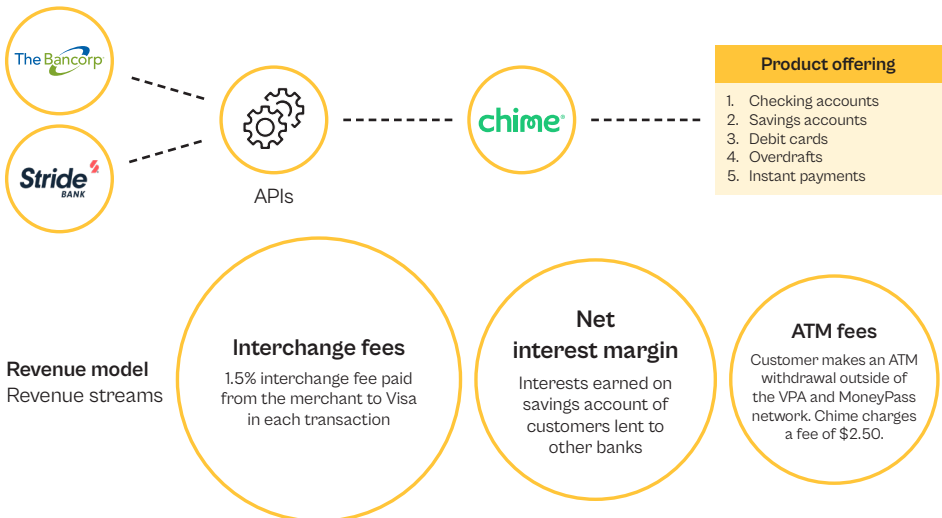 The Bancorp
Stride
BANK
APIs
chime
Product offering
1. Checking accounts
2. Savings accounts
3. Debit cards
4. Overdrafts
5. Instant payments
Revenue model
Revenue streams
Interchange fees
1.5% interchange fee paid
from the merchant to Visa
in each transaction
Net
interest margin
Interests earned on
savings account of
customers lent to
other banks
ATM fees
Customer makes an ATM
withdrawal outside of
the VPA and MoneyPass
network. Chime charges
a fee of $2.50.